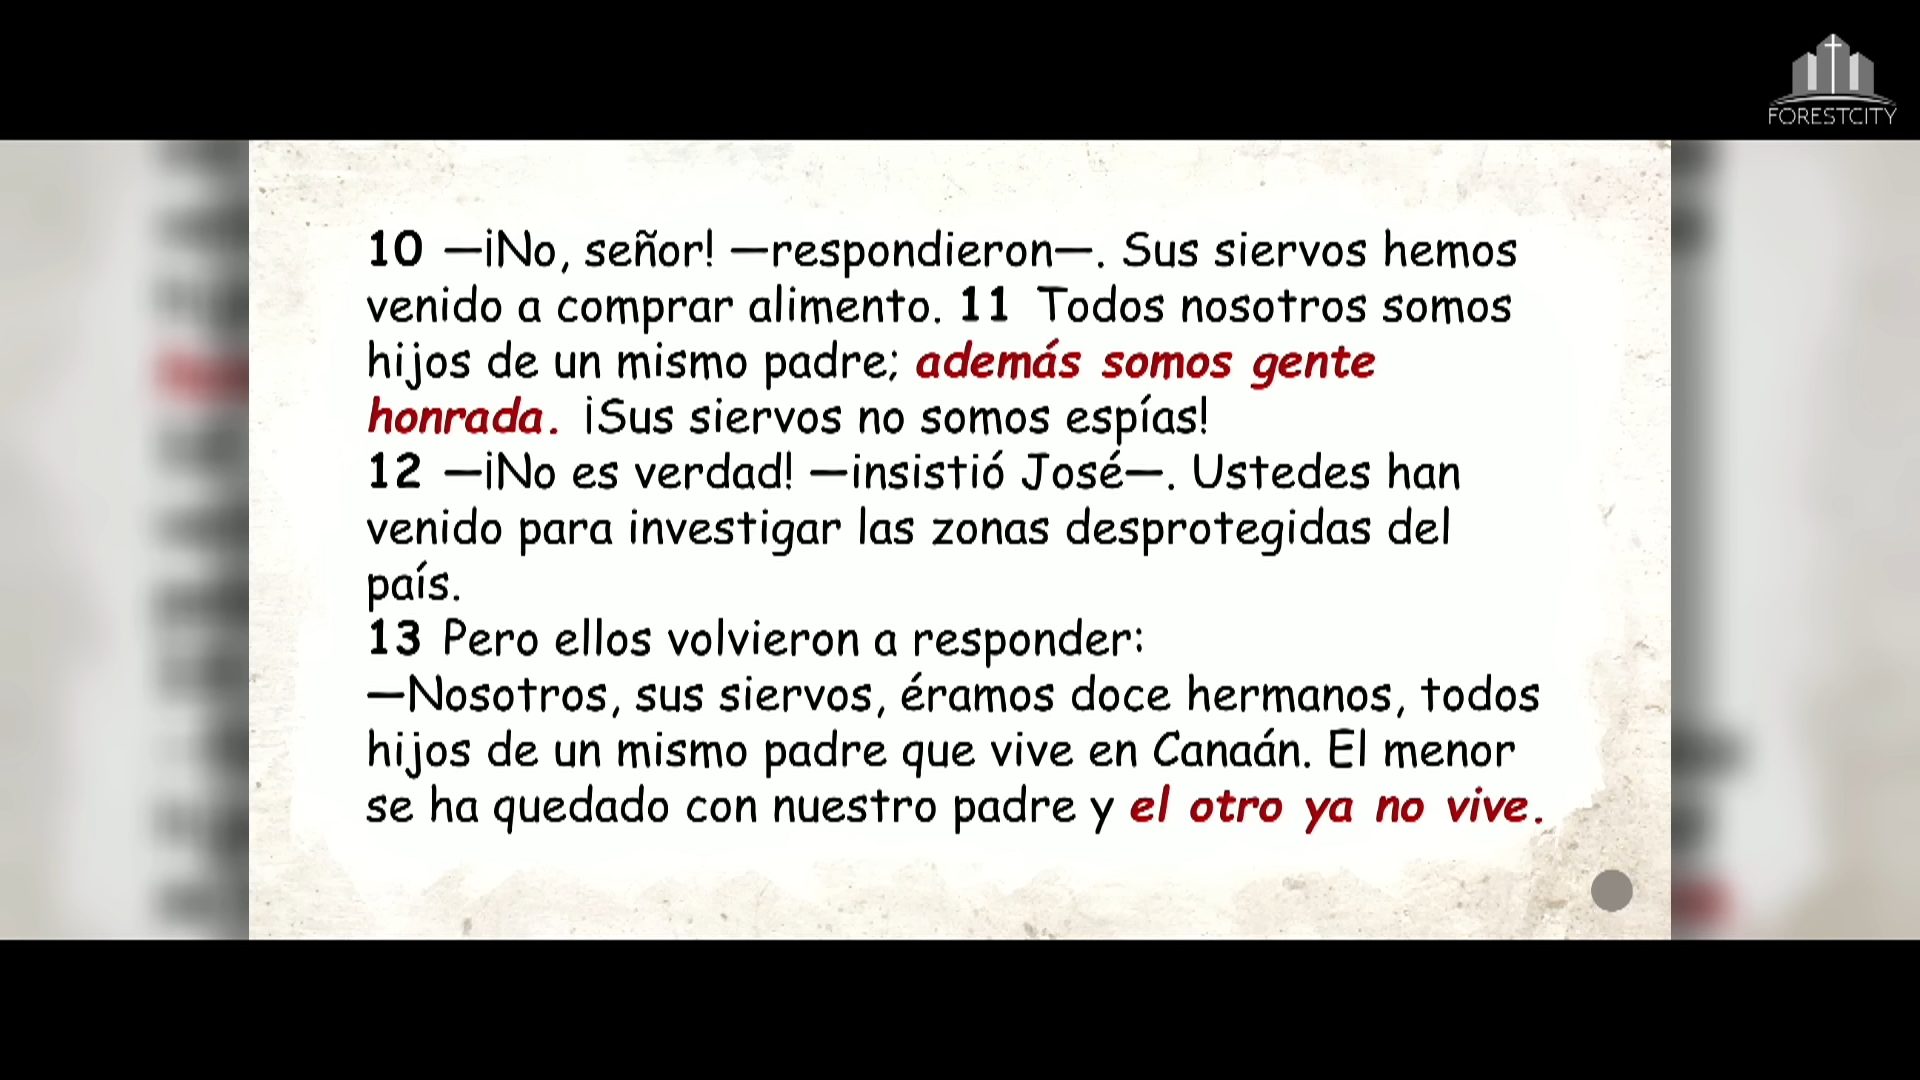 FORESTCITY
10 —¡No, señor! —respondieron—. Sus siervos hemos
venido a comprar alimento. 11 Todos nosotros somos
hijos de un mismo padre; además somos gente
honrada. ¡Sus siervos no somos espías!
12 —¡No es verdad! —insistió José—. Ustedes han
venido para investigar las zonas desprotegidas del
país.
13 Pero ellos volvieron a responder:
—Nosotros, sus siervos, éramos doce hermanos, todos
hijos de un mismo padre que vive en Canaán. El menor
se ha quedado con nuestro padre y el otro ya no vive.